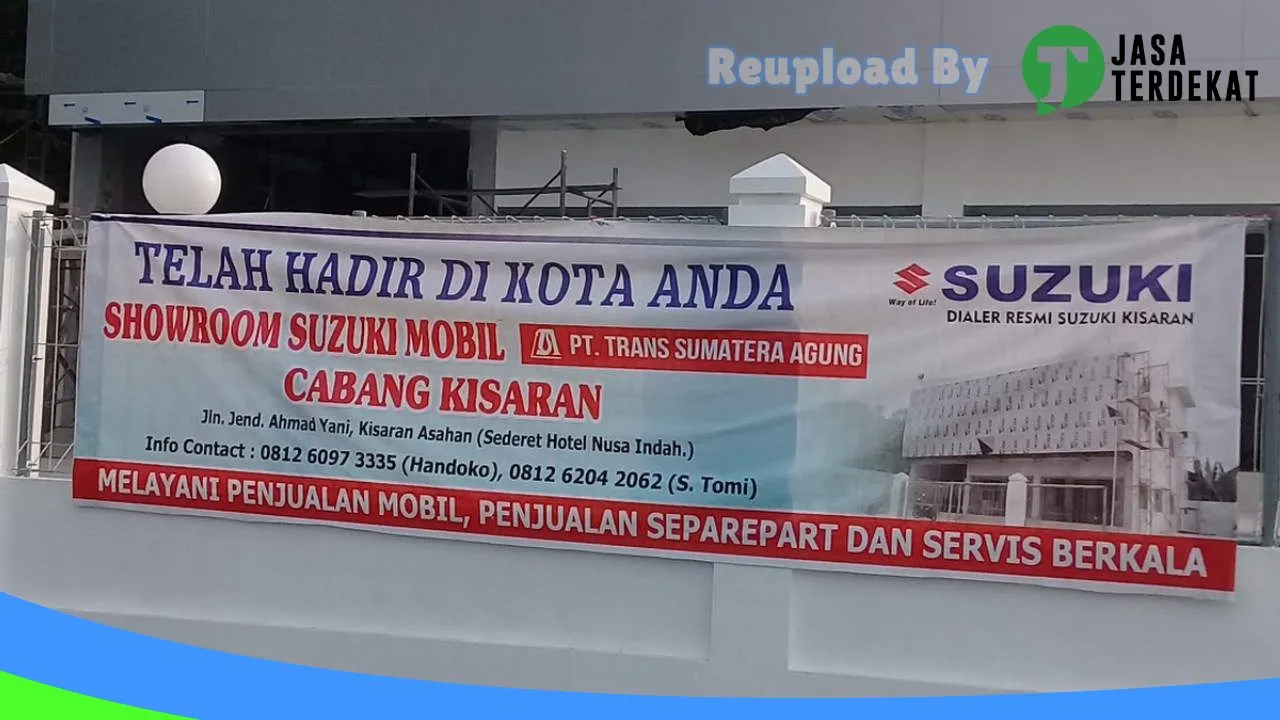 Reupload By
JASA
TERDEKAT
TELAH HADIR DI KOTA ANDA
SHOWROOM SUZUKI MOBIL
PT. TRANS SUMATERA AGUNG
CABANG KISARAN
Jln. Jend. Ahmad Yani, Kisaran Asahan (Sederet Hotel Nusa Indah.)
Info Contact : 0812 6097 3335 (Handoko), 0812 6204 2062 (S. Tomi)
SUZUKI
Way of Life!
DIALER RESMI SUZUKI KISARAN
MELAYANI PENJUALAN MOBIL, PENJUALAN SEPAREPART DAN SERVIS BERKALA